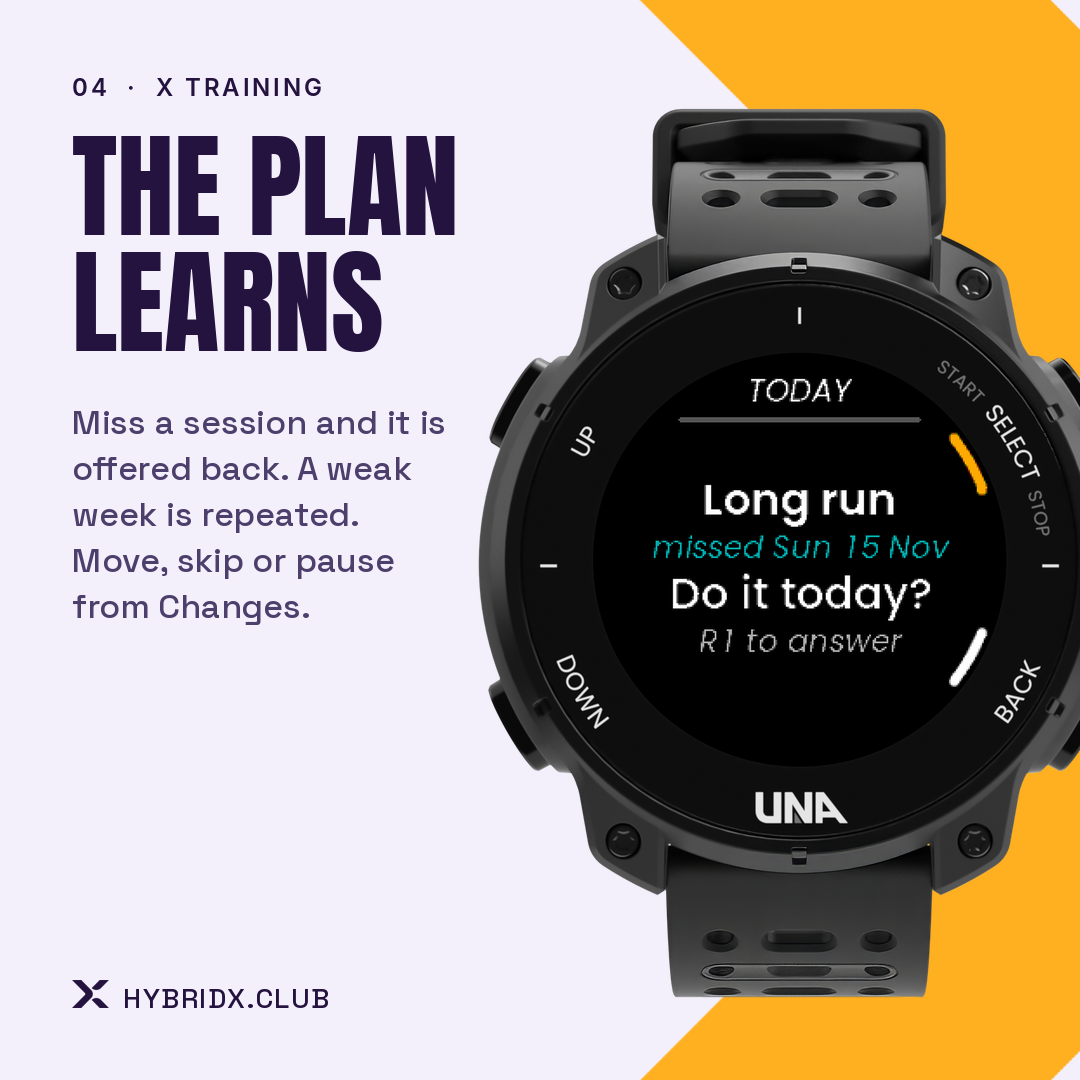 04 · X TRAINING
THE PLAN
LEARNS
Miss a session and it is
offered back. A weak
week is repeated.
Move, skip or pause
from Changes.
TODAY
Long run
missed Sun 15 Nov
Do it today?
R1 to answer
UP
START
SELECT
STOP
DOWN
BACK
UNA
HYBRIDX.CLUB